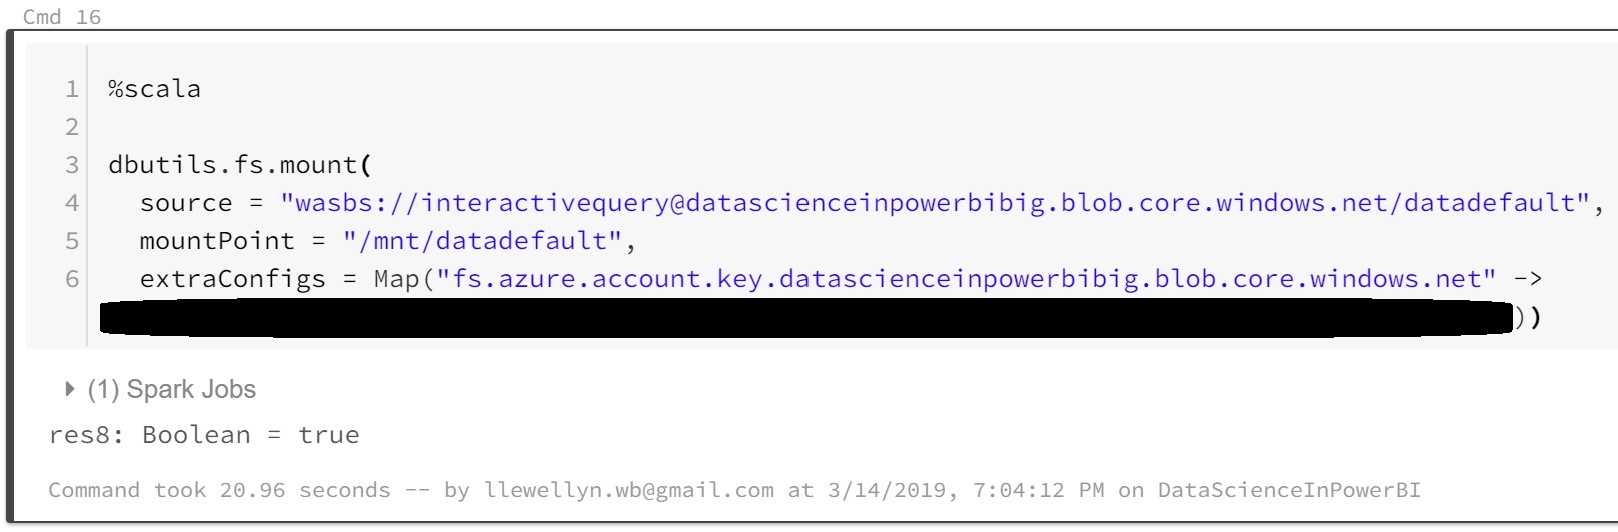 Cmd 16
1 %scala
2
3 dbutils.fs.mount(
4 source = "wasbs://interactivequery@datascienceinpowerbibig.blob.core.windows.net/datadefault",
5 mountPoint = "/mnt/datadefault",
6 extraConfigs = Map("fs.azure.account.key.datascienceinpowerbibig.blob.core.windows.net" ->
))
(1) Spark Jobs
res8: Boolean = true
Command took 20.96 seconds -- by llewellyn.wb@gmail.com at 3/14/2019, 7:04:12 PM on DataScienceInPowerBI